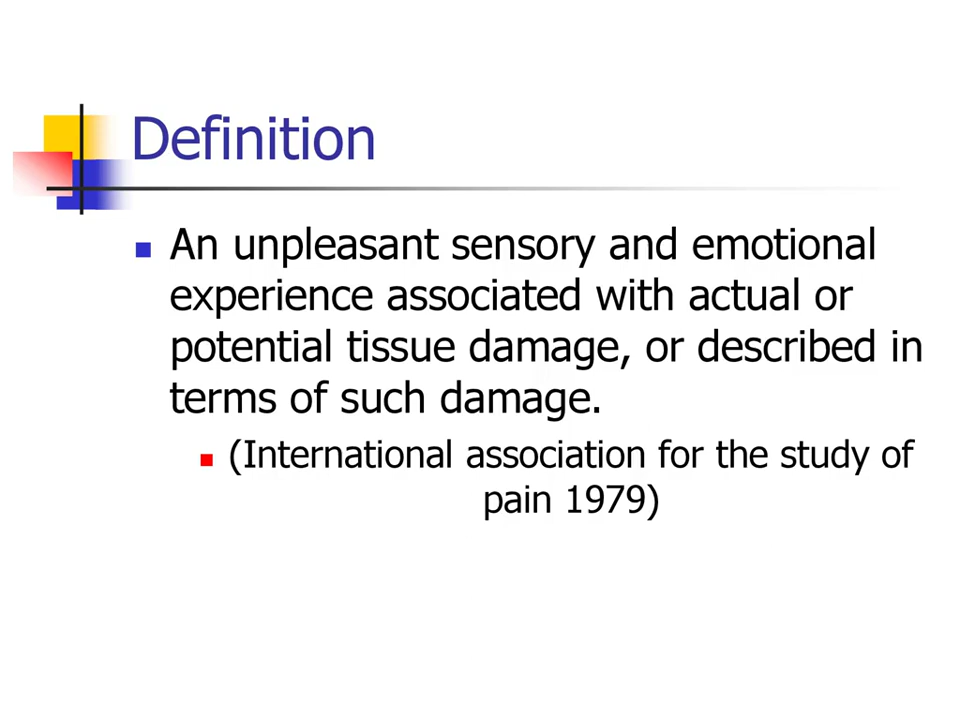 Definition
An unpleasant sensory and emotional
experience associated with actual or
potential tissue damage, or described in
terms of such damage.
(International association for the study of
pain 1979)